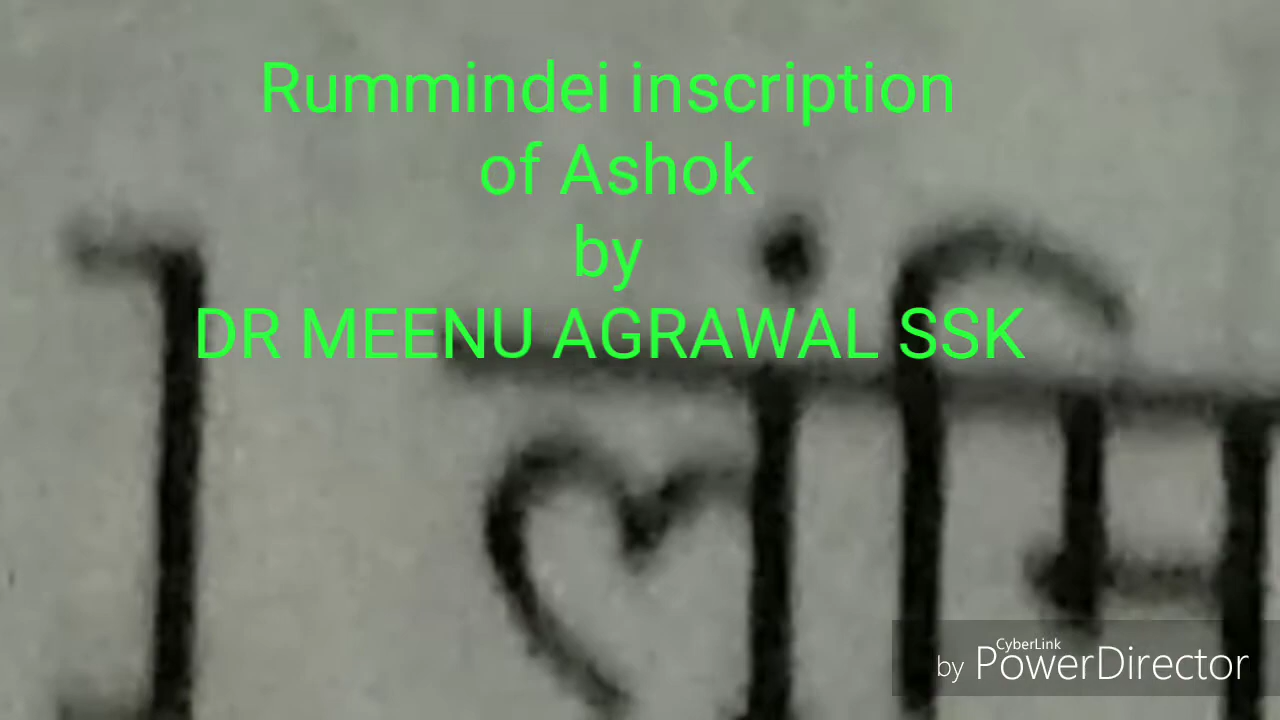 Rummindei inscription
of Ashok
by
DR MEENU AGRAWAL SSK
लंमि
by CyberLink PowerDirector